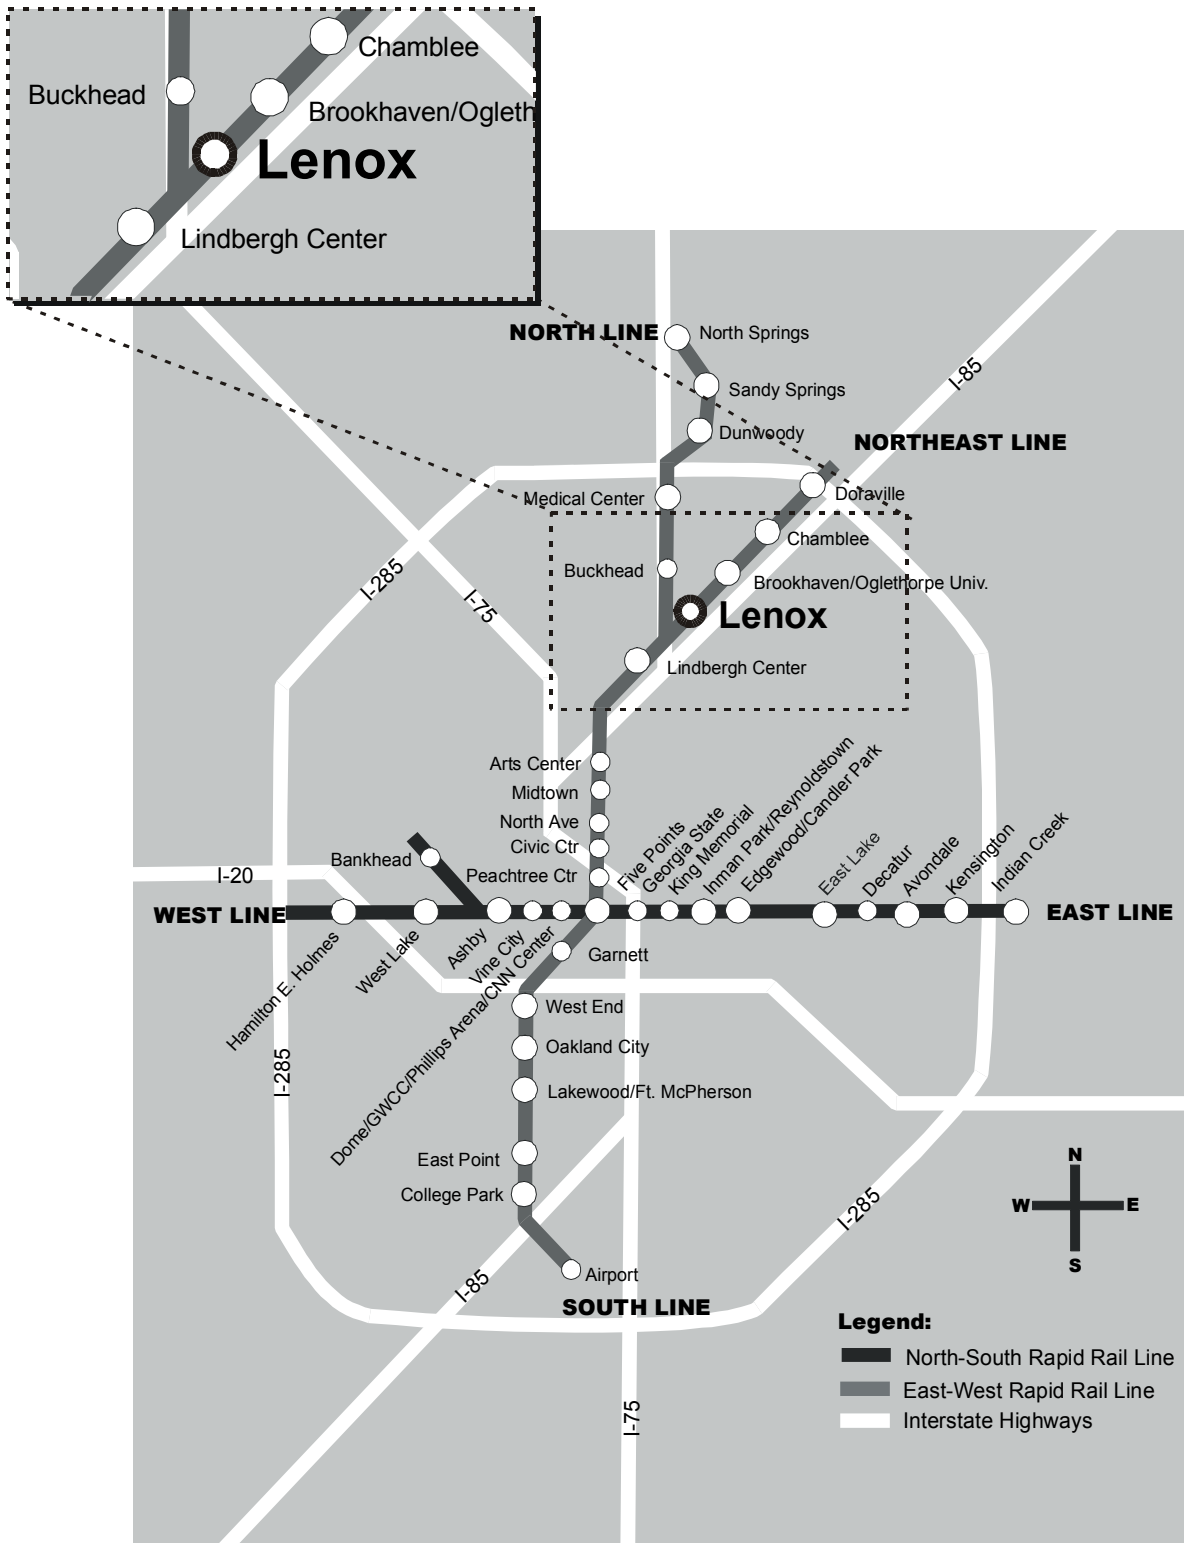 Chamblee
Buckhead
Brookhaven/Ogleth
Lenox
Lindbergh Center
NORTH LINE
North Springs
Sandy Springs
I-85
Dunwoody
NORTHEAST LINE
Medical Center
Doraville
Chamblee
Buckhead
Brookhaven/Oglethorpe Univ.
I-285
I-75
Lenox
Lindbergh Center
Arts Center
Midtown
North Ave
Civic Ctr
Peachtree Ctr
Bankhead
I-20
Five Points
Georgia State
King Memorial
Inman Park/Reynoldstown
Edgewood/Candler Park
East Lake
Decatur
Avondale
Kensington
Indian Creek
WEST LINE
EAST LINE
Hamilton E. Holmes
West Lake
Ashby
Vine City
Dome/GWCC/Phillips Arena/CNN Center
Garnett
West End
Oakland City
I-285
Lakewood/Ft. McPherson
East Point
College Park
N
W
E
S
I-285
Airport
I-85
SOUTH LINE
Legend:
North-South Rapid Rail Line
East-West Rapid Rail Line
Interstate Highways
I-75